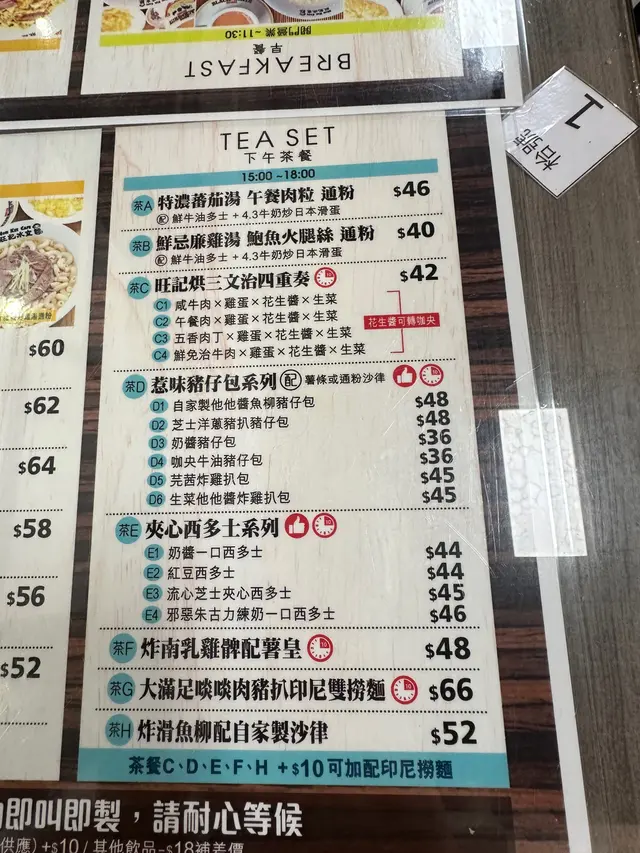 開門營業 ~11:30
早餐
BREAKFAST
1
拾號
TEA SET
下午茶餐
15:00 -18:00
茶A 特濃蕃茄湯 午餐肉粒 通粉 $46
配 鮮牛油多士 + 4.3牛奶炒日本滑蛋
茶B 鮮忌廉雞湯 鮑魚火腿絲 通粉 $40
配 鮮牛油多士 + 4.3牛奶炒日本滑蛋
茶C 旺記烘三文治四重奏 10 $42
C1 咸牛肉×雞蛋×花生醬×生菜
C2 午餐肉×雞蛋×花生醬×生菜
花生醬可轉咖央
C3 五香肉丁×雞蛋×花生醬×生菜
C4 鮮免治牛肉×雞蛋×花生醬×生菜
茶D 惹味豬仔包系列 配 薯條或通粉沙律 10
D1 自家製他他醬魚柳豬仔包 $48
D2 芝士洋蔥豬扒豬仔包 $48
D3 奶醬豬仔包 $36
D4 咖央牛油豬仔包 $36
D5 芫茜炸雞扒包 $45
D6 生菜他他醬炸雞扒包 $45
茶E 夾心西多士系列 10
E1 奶醬一口西多士 $44
E2 紅豆西多士 $44
E3 流心芝士夾心西多士 $45
E4 邪惡朱古力煉奶一口西多士 $46
茶F 炸南乳雞髀配薯皇 10 $48
茶G 大滿足啖啖肉豬扒印尼雙撈麵 10 $66
茶H 炸滑魚柳配自家製沙律 $52
茶餐C、D、E、F、H +$10可加配印尼撈麵
$60
$62
$64
$58
$56
$52
即叫即製，請耐心等候
供應) +$10 / 其他飲品-$18補差價